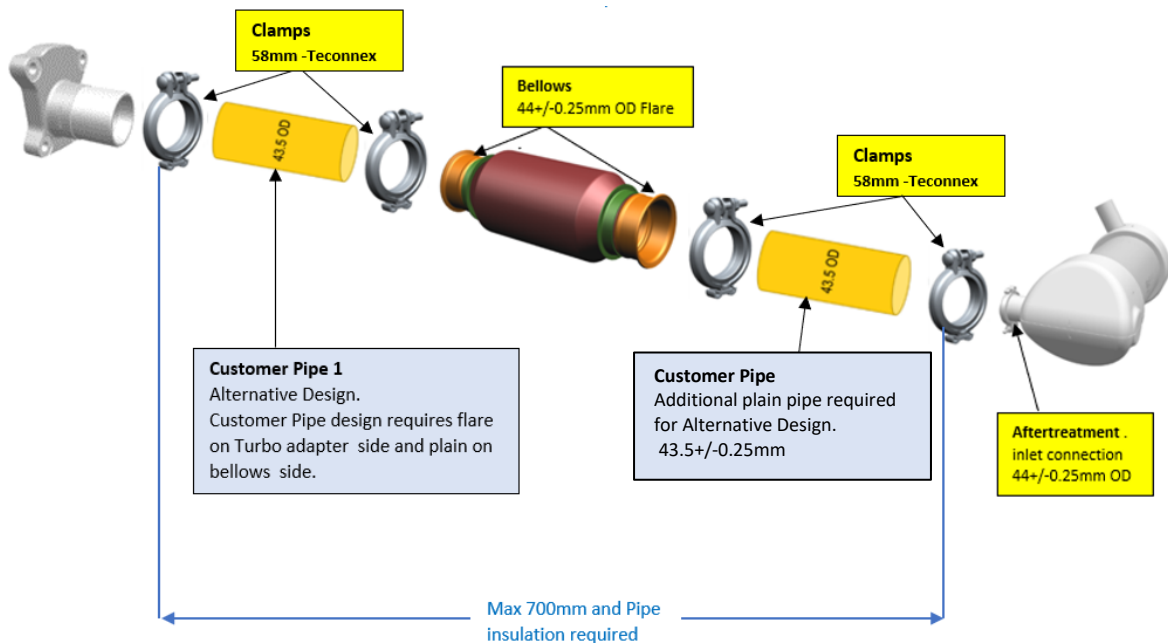 Clamps
58mm -Teconnex
Bellows
44+/-0.25mm OD Flare
Clamps
58mm -Teconnex
43.5 OD
43.5 OD
Customer Pipe 1
Alternative Design.
Customer Pipe design requires flare
on Turbo adapter side and plain on
bellows side.
Customer Pipe
Additional plain pipe required
for Alternative Design.
43.5+/-0.25mm
Aftertreatment .
inlet connection
44+/-0.25mm OD
Max 700mm and Pipe
insulation required